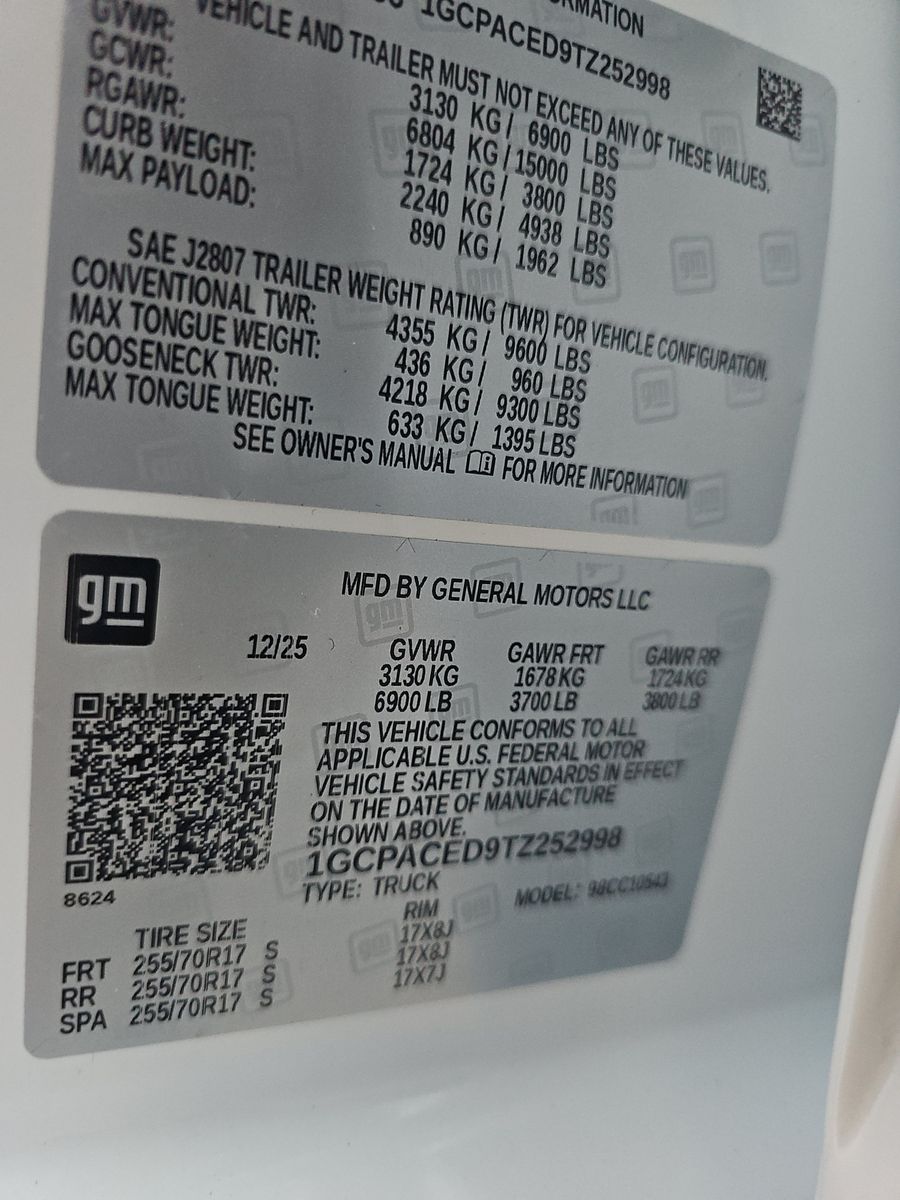 RMATION
1GCPACED9TZ252998
VEHICLE AND TRAILER MUST NOT EXCEED ANY OF THESE VALUES.
GVWR: 3130 KG / 6900 LBS
GCWR: 6804 KG / 15000 LBS
RGAWR: 1724 KG / 3800 LBS
CURB WEIGHT: 2240 KG / 4938 LBS
MAX PAYLOAD: 890 KG / 1962 LBS
SAE J2807 TRAILER WEIGHT RATING (TWR) FOR VEHICLE CONFIGURATION.
CONVENTIONAL TWR: 4355 KG / 9600 LBS
MAX TONGUE WEIGHT: 436 KG / 960 LBS
GOOSENECK TWR: 4218 KG / 9300 LBS
MAX TONGUE WEIGHT: 633 KG / 1395 LBS
SEE OWNER'S MANUAL FOR MORE INFORMATION
gm
MFD BY GENERAL MOTORS LLC
12/25 GVWR GAWR FRT GAWR RR
3130 KG 1678 KG 1724 KG
6900 LB 3700 LB 3800 LB
THIS VEHICLE CONFORMS TO ALL
APPLICABLE U.S. FEDERAL MOTOR
VEHICLE SAFETY STANDARDS IN EFFECT
ON THE DATE OF MANUFACTURE
SHOWN ABOVE.
1GCPACED9TZ252998
8624
TYPE: TRUCK MODEL:
TIRE SIZE RIM
FRT 255/70R17 S 17X8J
RR 255/70R17 S 17X8J
SPA 255/70R17 S 17X7J